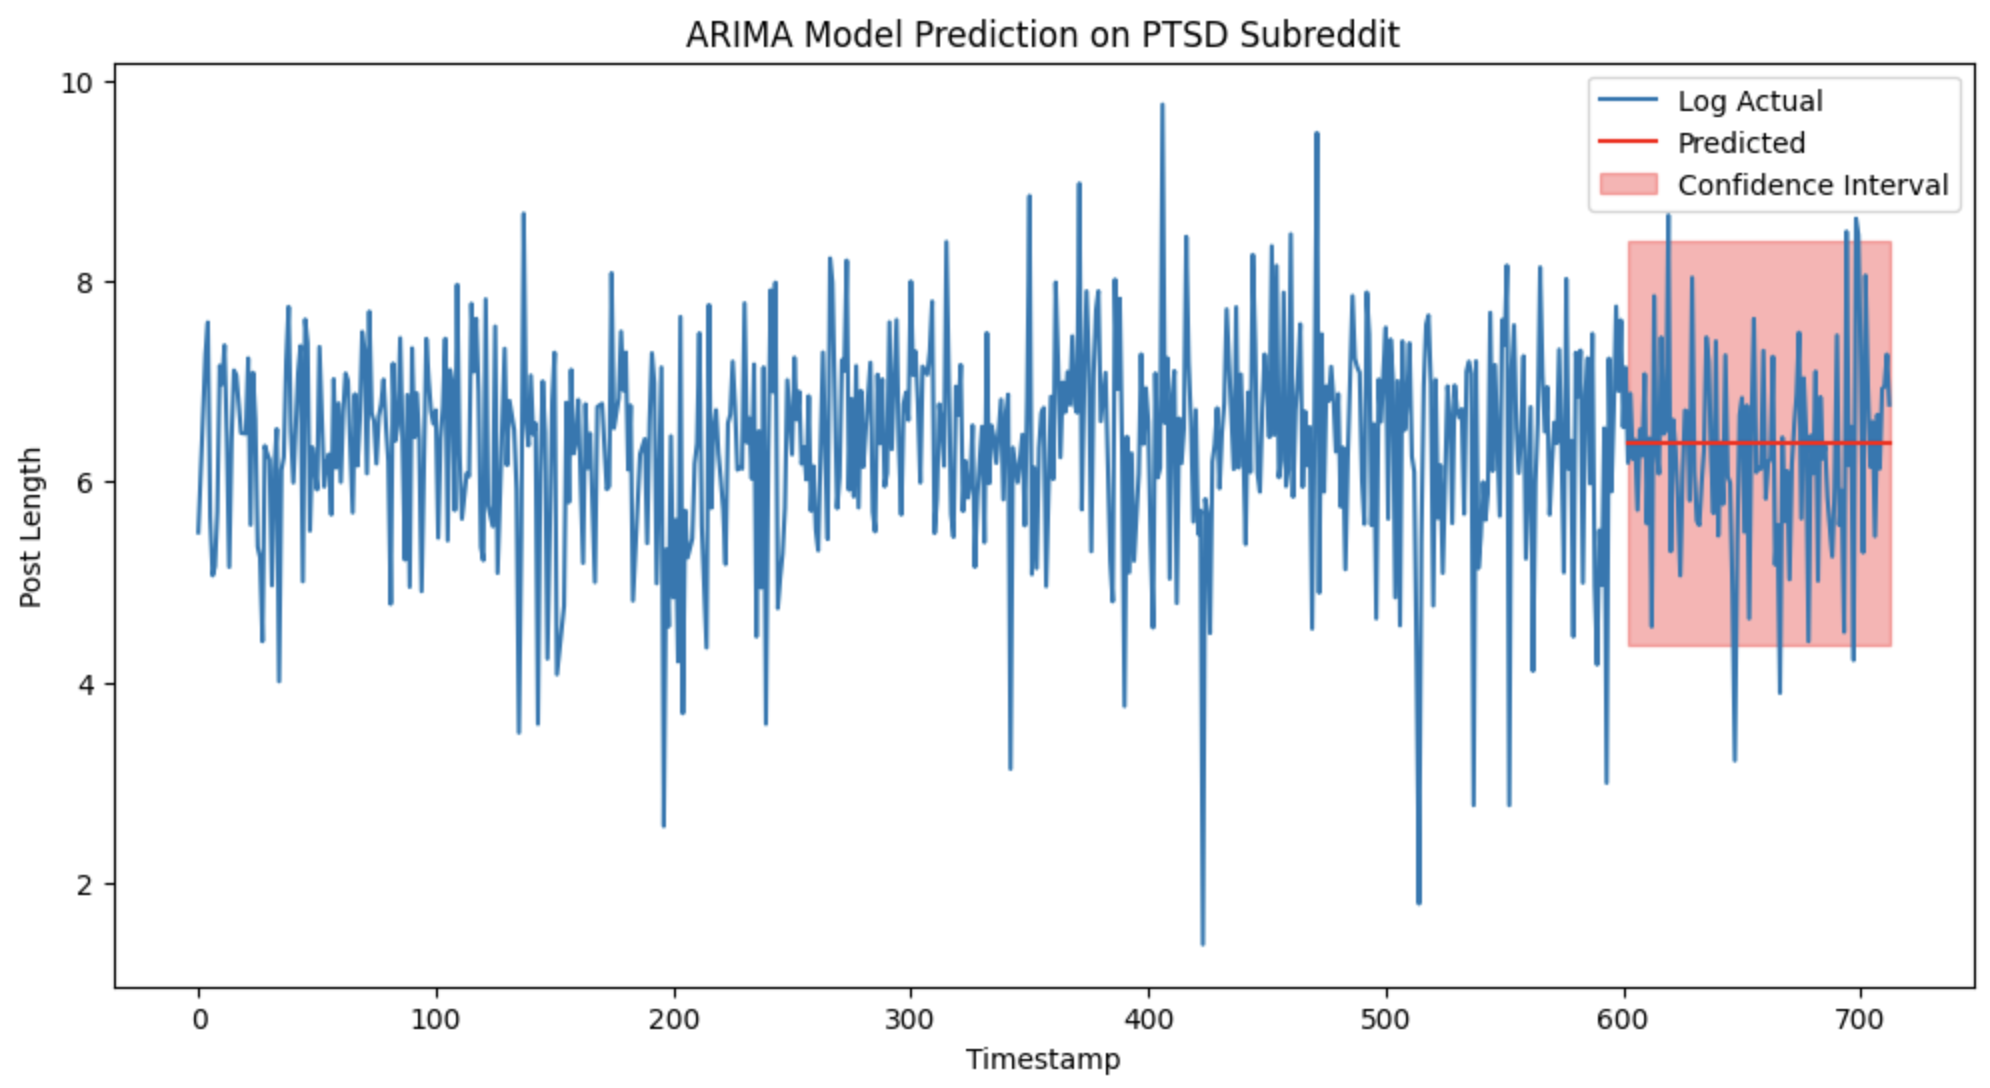 ARIMA Model Prediction on PTSD Subreddit
Log Actual
Predicted
Confidence Interval
Post Length
10
8
6
4
2
0 100 200 300 400 500 600 700
Timestamp